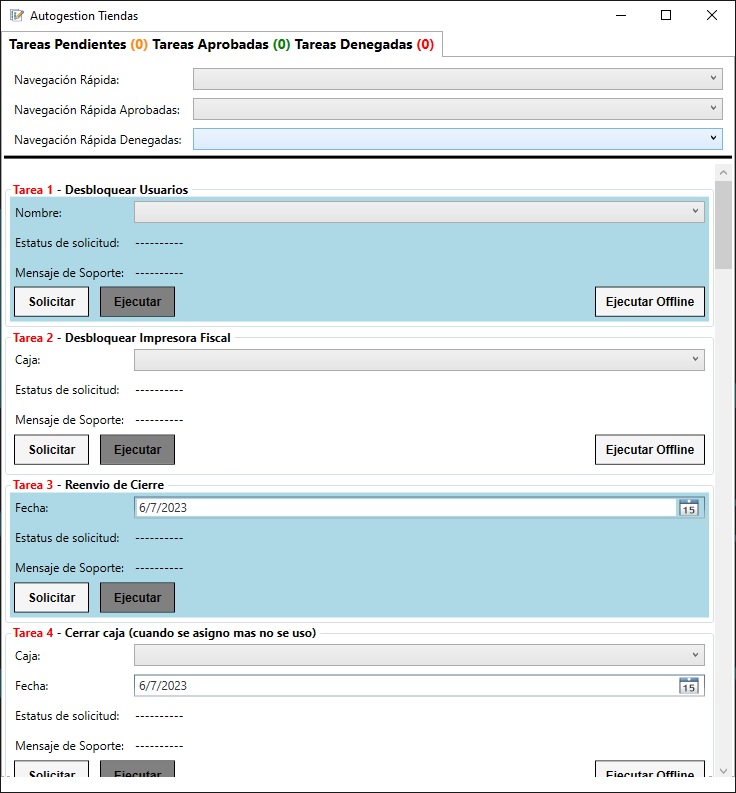 Autogestion Tiendas
Tareas Pendientes (0) Tareas Aprobadas (0) Tareas Denegadas (0)
Navegación Rápida:
Navegación Rápida Aprobadas:
Navegación Rápida Denegadas:
Tarea 1 - Desbloquear Usuarios
Nombre:
Estatus de solicitud: ----------
Mensaje de Soporte: ----------
Solicitar Ejecutar Ejecutar Offline
Tarea 2 - Desbloquear Impresora Fiscal
Caja:
Estatus de solicitud: ----------
Mensaje de Soporte: ----------
Solicitar Ejecutar Ejecutar Offline
Tarea 3 - Reenvio de Cierre
Fecha: 6/7/2023 15
Estatus de solicitud: ----------
Mensaje de Soporte: ----------
Solicitar Ejecutar
Tarea 4 - Cerrar caja (cuando se asigno mas no se uso)
Caja:
Fecha: 6/7/2023 15
Estatus de solicitud: ----------
Mensaje de Soporte: ----------
Solicitar Ejecutar Ejecutar Offline